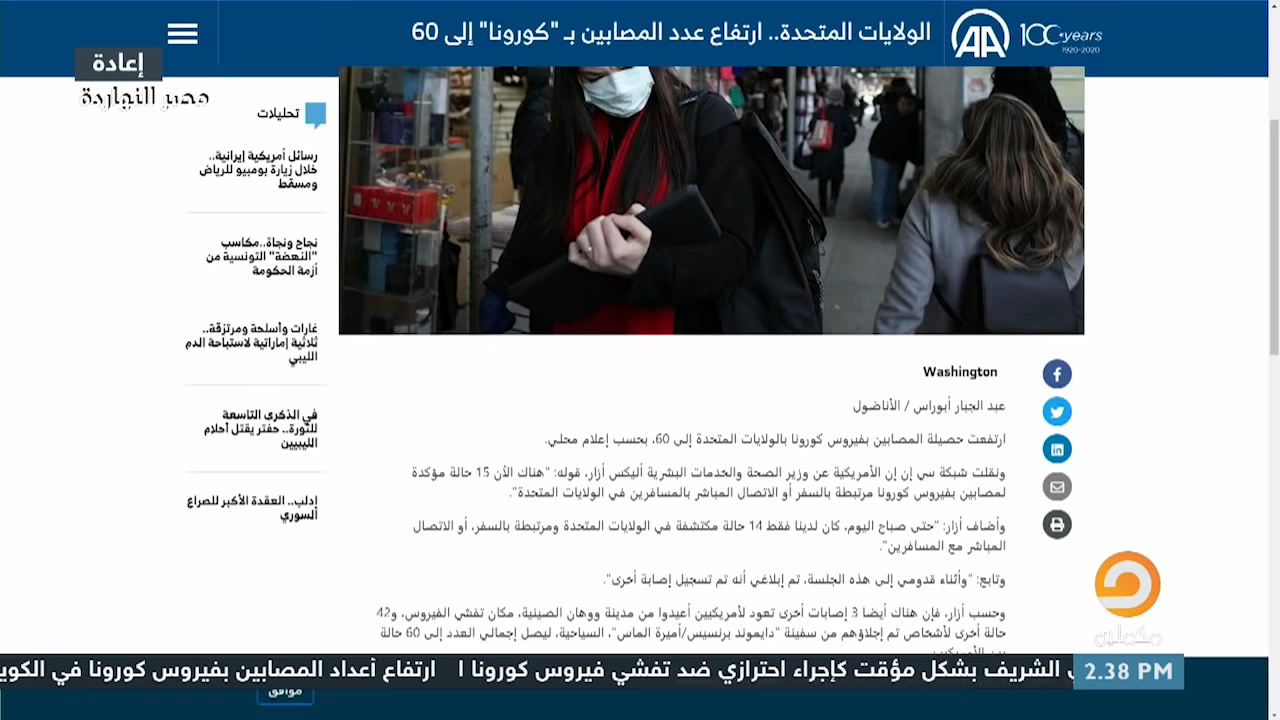 الولايات المتحدة.. ارتفاع عدد المصابين بـ "كورونا" إلى 60
AA
100 years
1920-2020
إعادة
مصر النهاردة
تحليلات
رسائل أمريكية إيرانية..
خلال زيارة بومبيو للرياض
ومسقط
نجاح ونجاة..مكاسب
"النهضة" التونسية من
أزمة الحكومة
غارات وأسلحة ومرتزقة..
ثلاثية إماراتية لاستباحة الدم
الليبي
في الذكرى التاسعة
للثورة.. حفتر يقتل أحلام
الليبيين
إدلب.. العقدة الأكبر للصراع
السوري
Washington
عبد الجبار أبوراس / الأناضول
ارتفعت حصيلة المصابين بفيروس كورونا بالولايات المتحدة إلى 60، بحسب إعلام محلي.
ونقلت شبكة سي إن إن الأمريكية عن وزير الصحة والخدمات البشرية أليكس أزار، قوله: "هناك الآن 15 حالة مؤكدة
لمصابين بفيروس كورونا مرتبطة بالسفر أو الاتصال المباشر بالمسافرين في الولايات المتحدة".
وأضاف أزار: "حتى صباح اليوم، كان لدينا فقط 14 حالة مكتشفة في الولايات المتحدة ومرتبطة بالسفر، أو الاتصال
المباشر مع المسافرين".
وتابع: "وأثناء قدومي إلى هذه الجلسة، تم إبلاغي أنه تم تسجيل إصابة أخرى".
وحسب أزار، فإن هناك أيضا 3 إصابات أخرى تعود لأمريكيين أعيدوا من مدينة ووهان الصينية، مكان تفشي الفيروس، و42
حالة أخرى لأشخاص تم إجلاؤهم من سفينة "دايموند برنسيس/أميرة الماس"، السياحية، ليصل إجمالي العدد إلى 60 حالة
مكملين
2.38 PM
الشريف بشكل مؤقت كإجراء احترازي ضد تفشي فيروس كورونا ا ارتفاع أعداد المصابين بفيروس كورونا في الكوي
موافق